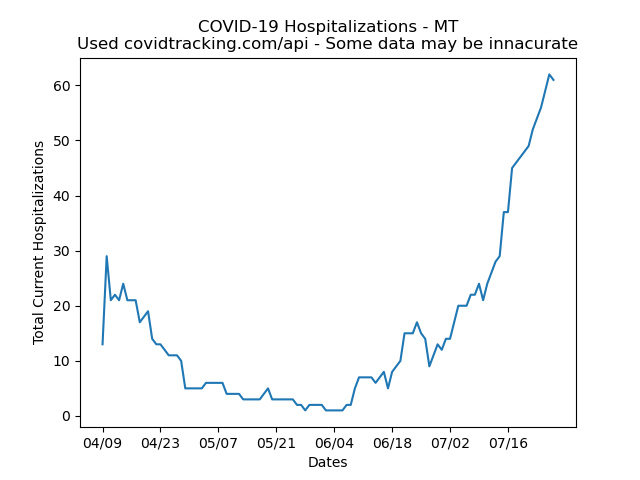 COVID-19 Hospitalizations - MT
Used covidtracking.com/api - Some data may be innacurate
Total Current Hospitalizations
60
50
40
30
20
10
0
04/09 04/23 05/07 05/21 06/04 06/18 07/02 07/16
Dates